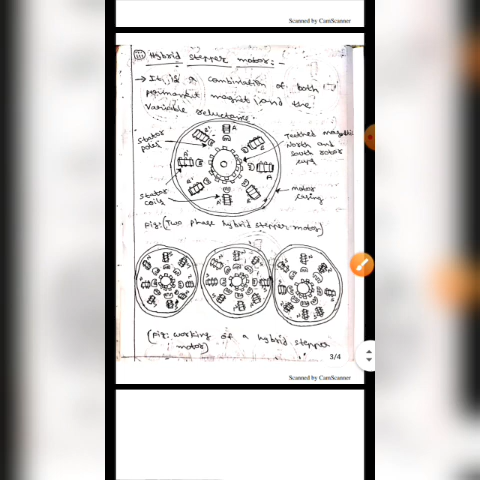 Scanned by CamScanner
(iii) Hybrid stepper motor:-
→ It is a combination of both
permanent magnet and the
variable reluctance.
Stator
poles
A
B
Toothed magnetic
north and
south rotor
cups
A'
A
Stator
coils
B'
A'
B
motor
casing
fig:(Two phase hybrid stepper motor)
(fig: working of a hybrid stepper
motor)
3/4
Scanned by CamScanner